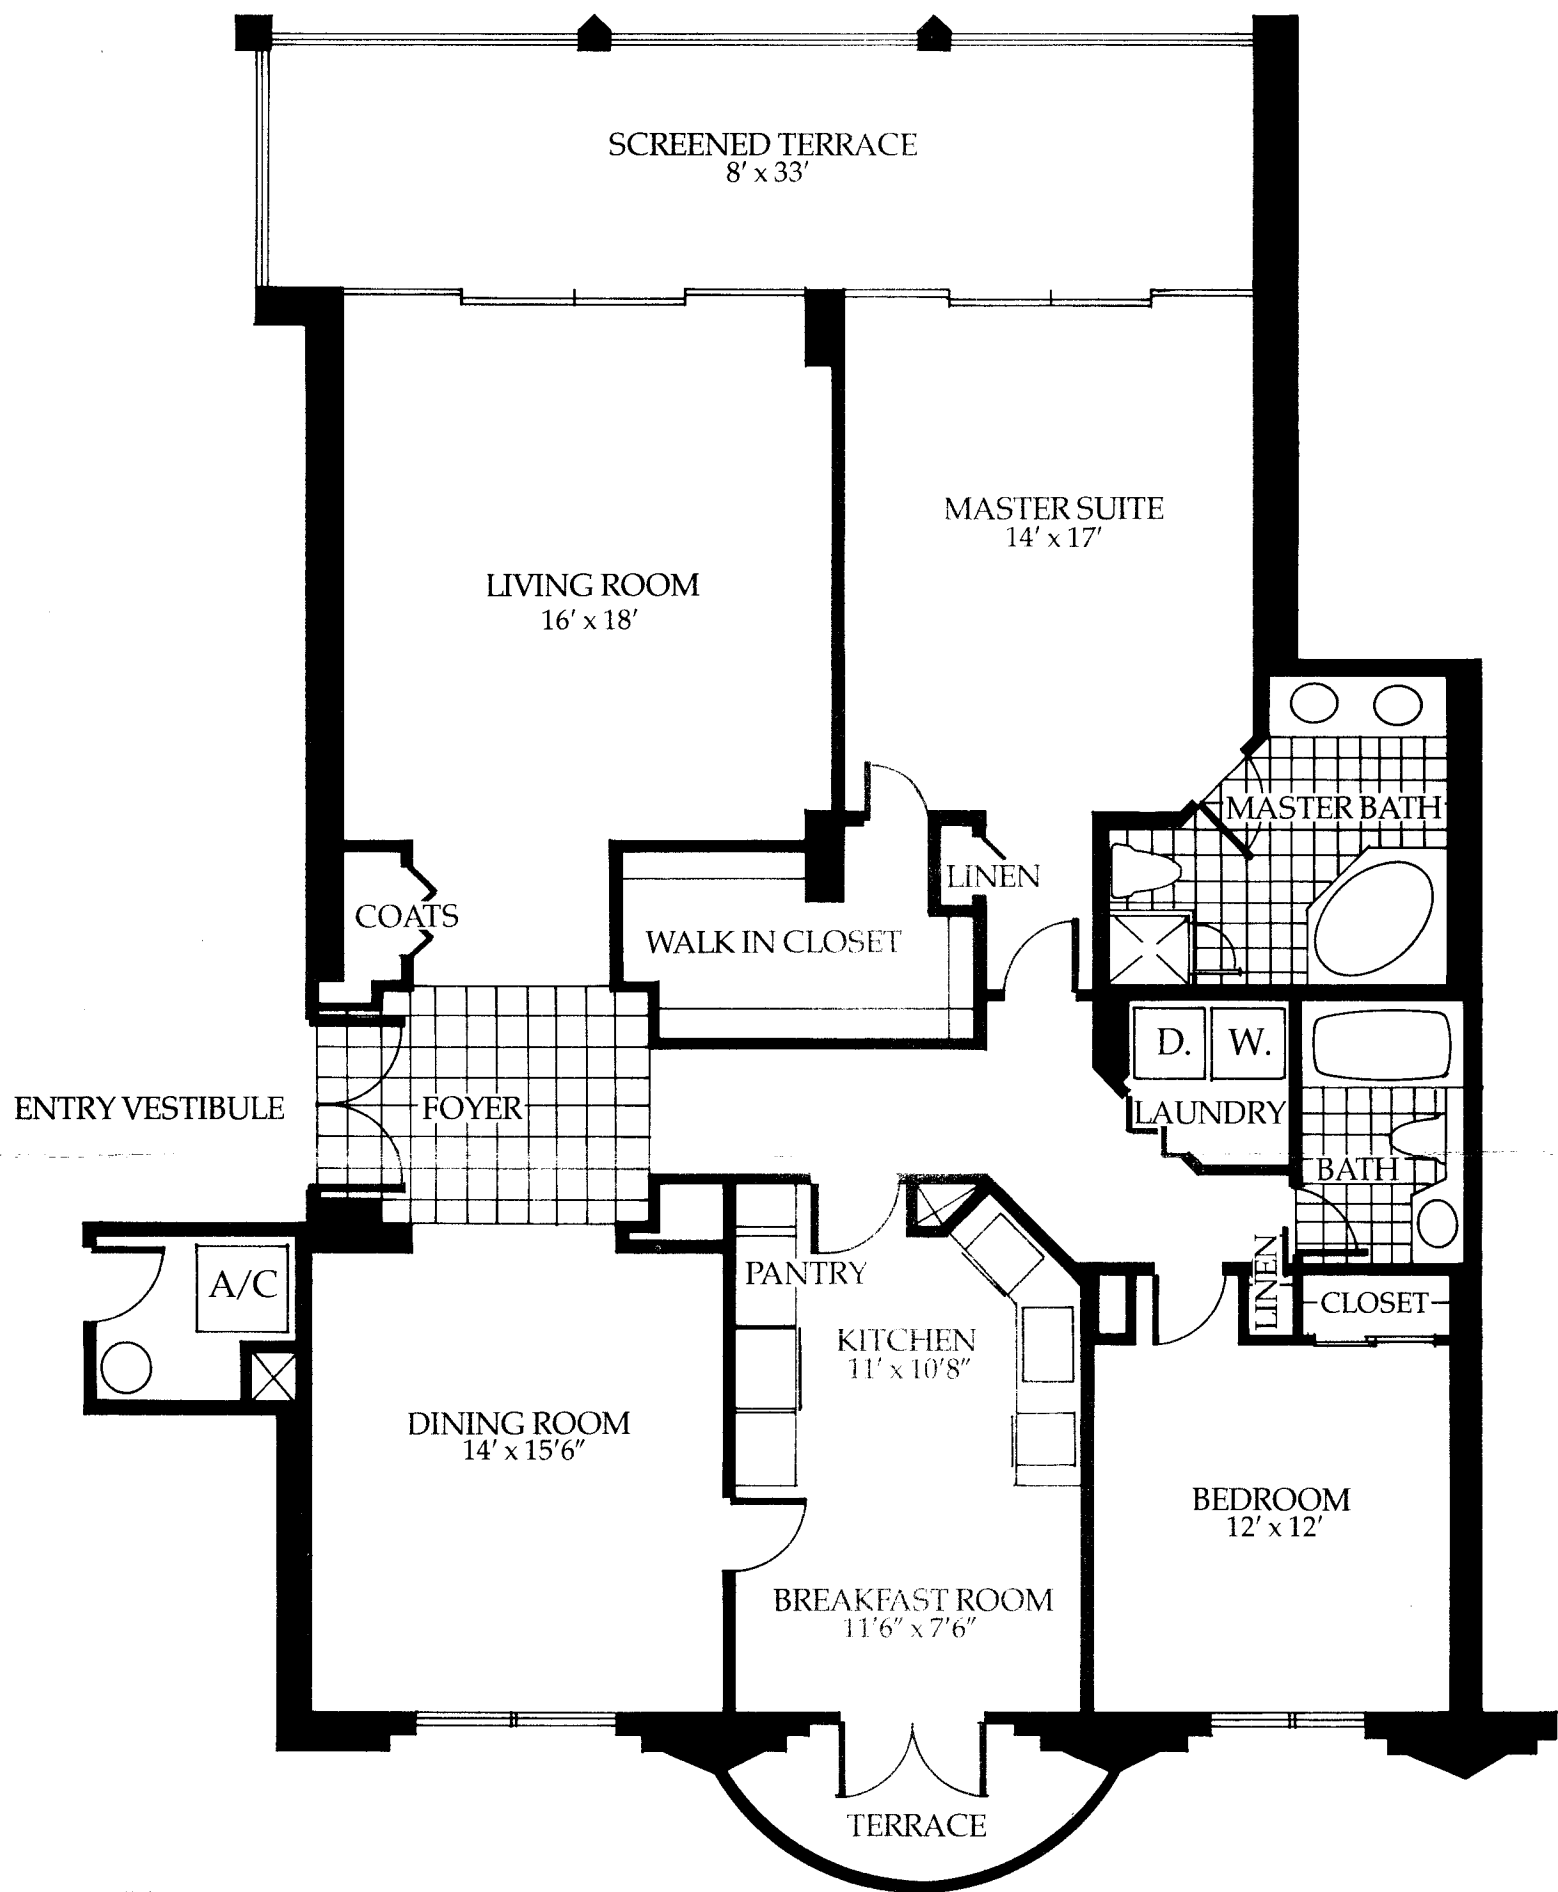 SCREENED TERRACE
8' x 33'
MASTER SUITE
14' x 17'
LIVING ROOM
16' x 18'
MASTER BATH
LINEN
COATS
WALK IN CLOSET
D.
W.
ENTRY VESTIBULE
FOYER
LAUNDRY
BATH
PANTRY
A/C
LINEN
CLOSET
KITCHEN
11' x 10'8"
DINING ROOM
14' x 15'6"
BEDROOM
12' x 12'
BREAKFAST ROOM
11'6" x 7'6"
TERRACE